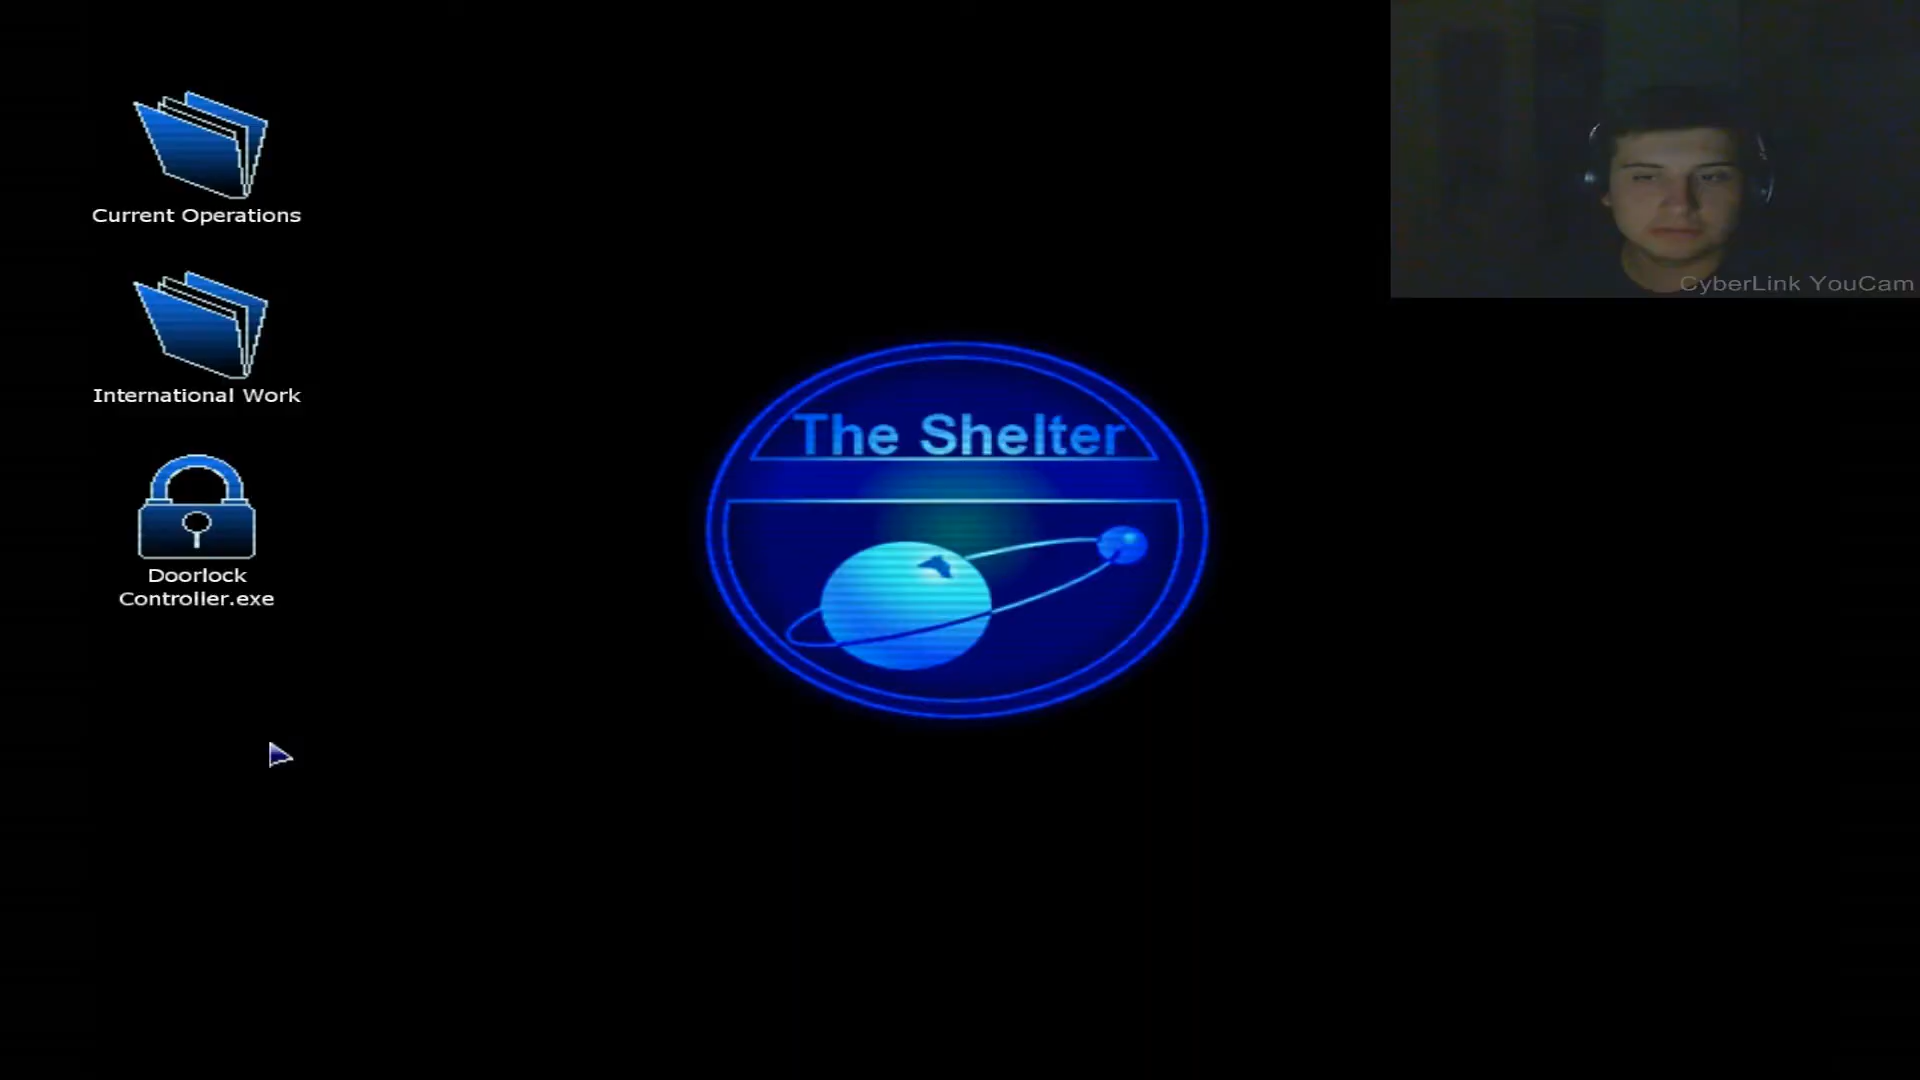 Current Operations
International Work
Doorlock
Controller.exe
The Shelter
CyberLink YouCam